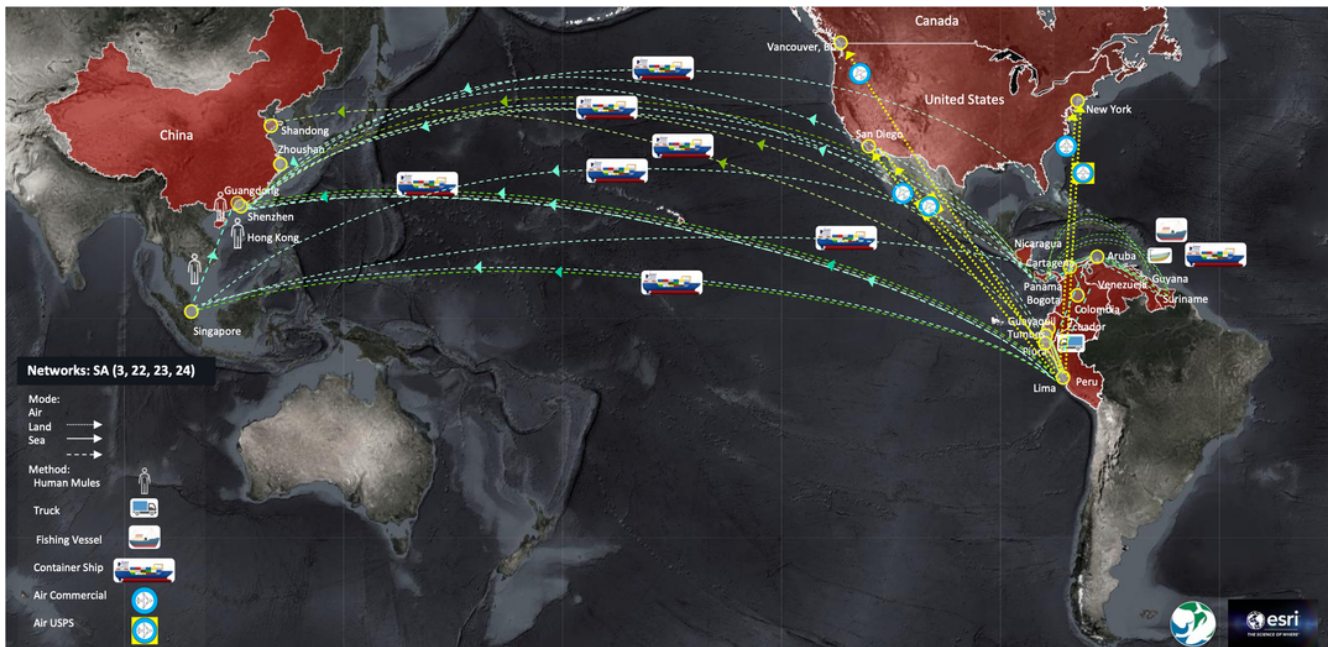 Canada
Vancouver, BC
United States
New York
San Diego
China
Shandong
Zhoushan
Guangdong
Shenzhen
Hong Kong
Singapore
Nicaragua
Cartagena
Aruba
Panama
Venezuela
Guyana
Bogota
Suriname
Colombia
Guayaquil
Ecuador
Lima
Peru
Networks: SA (3, 22, 23, 24)
Mode:
Air
Land
Sea
Method:
Human Mules
Truck
Fishing Vessel
Container Ship
Air Commercial
Air USPS
esri
THE SCIENCE OF WHERE